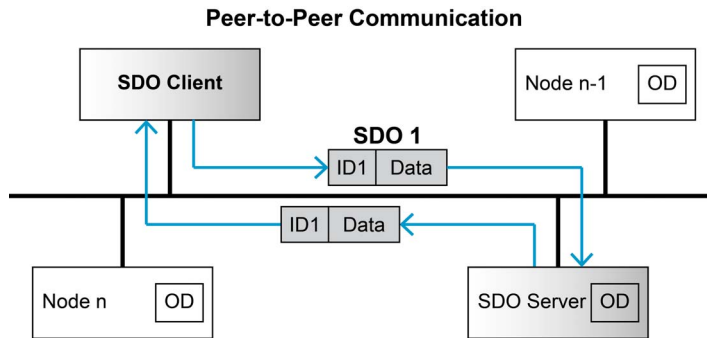 Peer-to-Peer Communication
SDO Client
Node n-1
OD
SDO 1
ID1
Data
ID1
Data
Node n
OD
SDO Server
OD